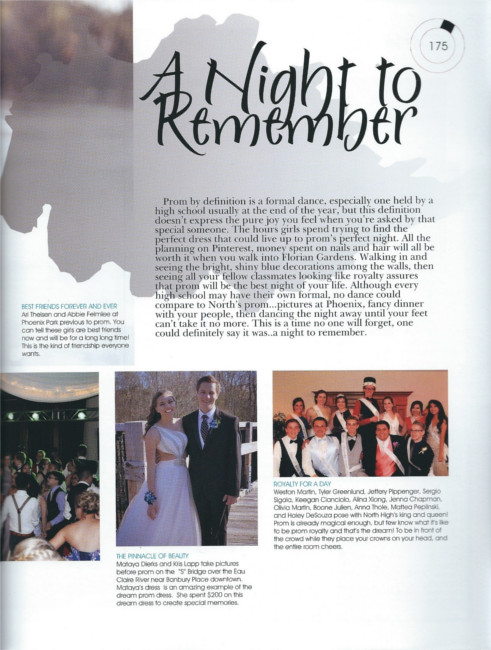 175
A Night to
Remember
Prom by definition is a formal dance, especially one held by a
high school usually at the end of the year, but this definition
doesn't express the pure joy you feel when you're asked by that
special someone. The hours girls spend trying to find the
perfect dress that could live up to prom's perfect night. All the
planning on Pinterest, money spent on nails and hair will all be
worth it when you walk into Florian Gardens. Walking in and
seeing the bright, shiny blue decorations among the walls, then
seeing all your fellow classmates looking like royalty assures
that prom will be the best night of your life. Although every
high school may have their own formal, no dance could
compare to North's prom...pictures at Phoenix, fancy dinner
with your people, then dancing the night away until your feet
can't take it no more. This is a time no one will forget, one
could definitely say it was..a night to remember.
BEST FRIENDS FOREVER AND EVER
Ari Theisen and Abbie Felmlee at
Phoenix Park previous to prom. You
can tell these girls are best friends
now and will be for a long long time!
This is the kind of friendship everyone
wants.
ROYALTY FOR A DAY
Weston Martin, Tyler Greenlund, Jeffery Pippenger, Sergio
Sigala, Keegan Cianciolo, Alina Xiong, Jenna Chapman,
Olivia Martin, Boone Julien, Anna Thole, Mattea Peplinski,
and Haley DeSouza pose with North High's king and queen!
Prom is already magical enough, but few know what it's like
to be prom royalty and that's the dream! To be in front of
the crowd while they place your crowns on your head, and
the entire room cheers.
THE PINNACLE OF BEAUTY
Mataya Dierks and Kris Lapp take pictures
before prom on the "S" Bridge over the Eau
Claire River near Banbury Place downtown.
Mataya's dress is an amazing example of the
dream prom dress. She spent $200 on this
dream dress to create special memories.